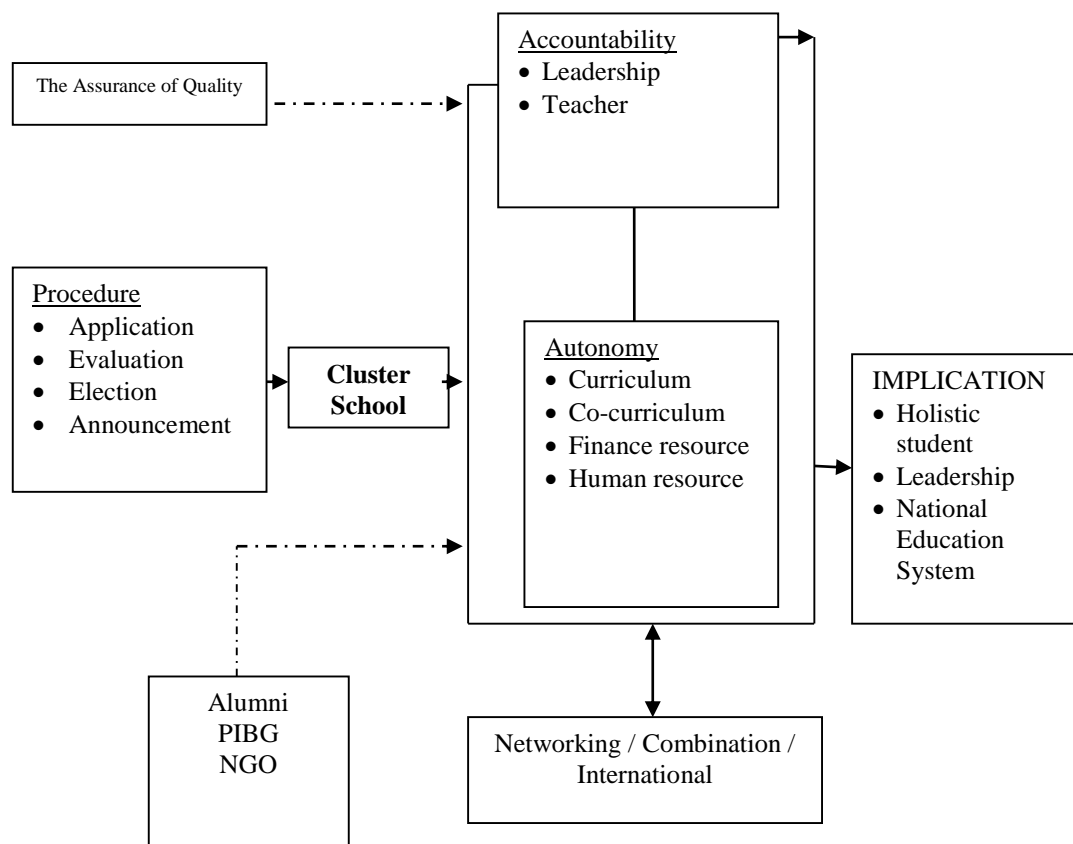 Accountability
• Leadership
• Teacher
The Assurance of Quality
Procedure
• Application
• Evaluation
• Election
• Announcement
Cluster
School
Autonomy
• Curriculum
• Co-curriculum
• Finance resource
• Human resource
IMPLICATION
• Holistic
student
• Leadership
• National
Education
System
Alumni
PIBG
NGO
Networking / Combination /
International